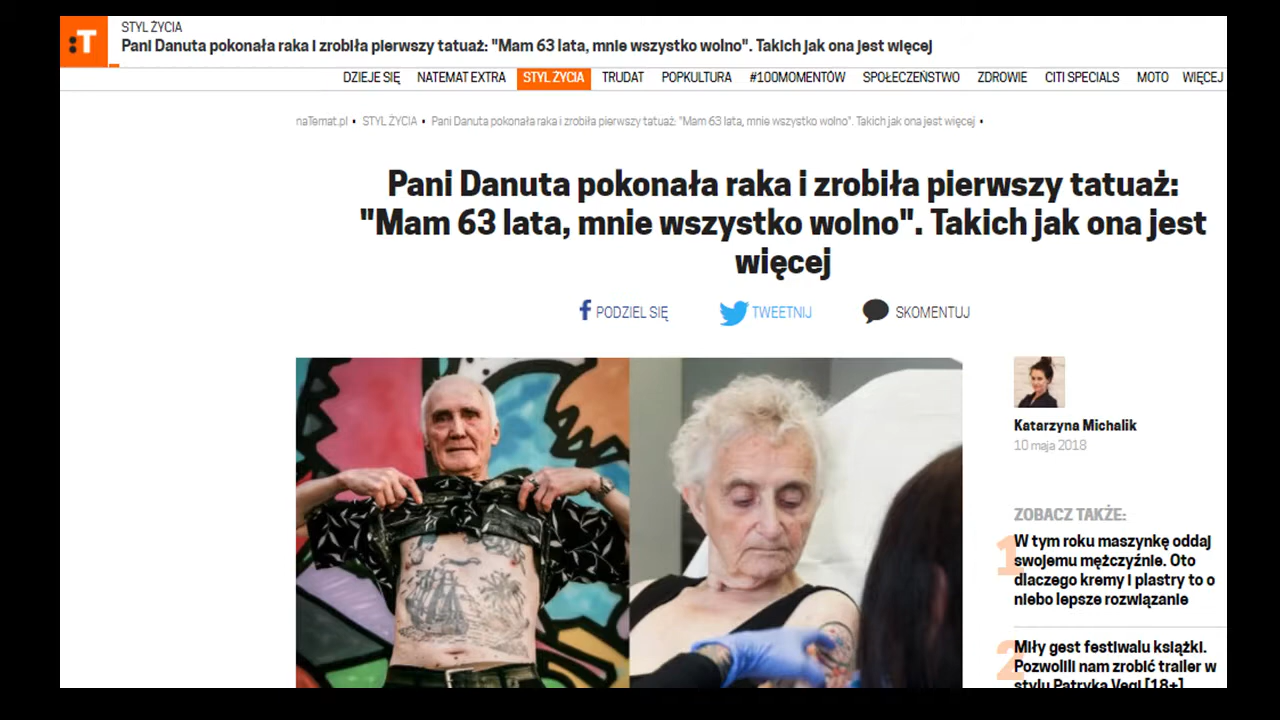 :T
STYL ŻYCIA
Pani Danuta pokonała raka i zrobiła pierwszy tatuaż: "Mam 63 lata, mnie wszystko wolno". Takich jak ona jest więcej
DZIEJE SIĘ NATEMAT EXTRA STYL ŻYCIA TRUDAT POPKULTURA #100MOMENTÓW SPOŁECZEŃSTWO ZDROWIE CITI SPECIALS MOTO WIĘCEJ
naTemat.pl • STYL ŻYCIA • Pani Danuta pokonała raka i zrobiła pierwszy tatuaż: "Mam 63 lata, mnie wszystko wolno". Takich jak ona jest więcej •
Pani Danuta pokonała raka i zrobiła pierwszy tatuaż:
"Mam 63 lata, mnie wszystko wolno". Takich jak ona jest
więcej
f PODZIEL SIĘ TWEETNIJ SKOMENTUJ
Katarzyna Michalik
10 maja 2018
ZOBACZ TAKŻE:
1
W tym roku maszynkę oddaj
swojemu mężczyźnie. Oto
dlaczego kremy i plastry to o
niebo lepsze rozwiązanie
2
Miły gest festiwalu książki.
Pozwolili nam zrobić trailer w
stylu Patryka Vegi [18+]